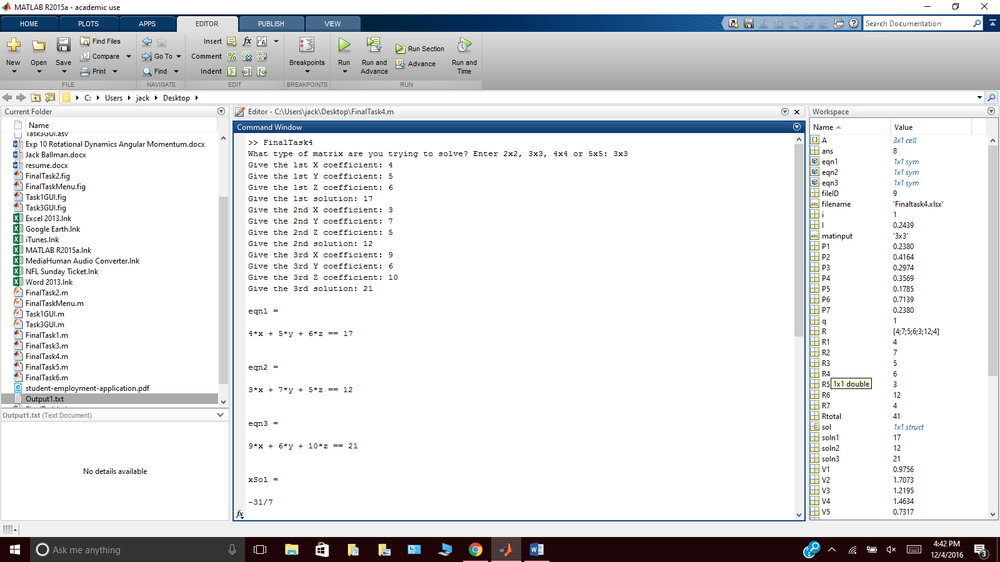 MATLAB R2015a - academic use
HOME PLOTS APPS EDITOR PUBLISH VIEW
Search Documentation
New Open Save Find Files Compare Print
Go To Find
Insert fx Comment Indent
Breakpoints
Run Run and Advance Run Section Advance Run and Time
FILE NAVIGATE EDIT BREAKPOINTS RUN
C: Users jack Desktop
Current Folder
Name
Task3GUI.asv
Exp 10 Rotational Dynamics Angular Momentum.docx
Jack Ballman.docx
resume.docx
FinalTask2.fig
FinalTaskMenu.fig
Task1GUI.fig
Task3GUI.fig
Excel 2013.lnk
Google Earth.lnk
iTunes.lnk
MATLAB R2015a.lnk
MediaHuman Audio Converter.lnk
NFL Sunday Ticket.lnk
Word 2013.lnk
FinalTask2.m
FinalTaskMenu.m
Task1GUI.m
Task3GUI.m
FinalTask1.m
FinalTask3.m
FinalTask4.m
FinalTask5.m
FinalTask6.m
student-employment-application.pdf
Output1.txt
Output1.txt (Text Document)
No details available
Editor - C:\Users\jack\Desktop\FinalTask4.m
Command Window
>> FinalTask4
What type of matrix are you trying to solve? Enter 2x2, 3x3, 4x4 or 5x5: 3x3
Give the 1st X coefficient: 4
Give the 1st Y coefficient: 5
Give the 1st Z coefficient: 6
Give the 1st solution: 17
Give the 2nd X coefficient: 3
Give the 2nd Y coefficient: 7
Give the 2nd Z coefficient: 5
Give the 2nd solution: 12
Give the 3rd X coefficient: 9
Give the 3rd Y coefficient: 6
Give the 3rd Z coefficient: 10
Give the 3rd solution: 21
eqn1 =
4*x + 5*y + 6*z == 17
eqn2 =
3*x + 7*y + 5*z == 12
eqn3 =
9*x + 6*y + 10*z == 21
xSol =
-31/7
fx
Workspace
Name Value
A 3x1 cell
ans 8
eqn1 1x1 sym
eqn2 1x1 sym
eqn3 1x1 sym
fileID 9
filename 'Finaltask4.xlsx'
i 1
I 0.2439
matinput '3x3'
P1 0.2380
P2 0.4164
P3 0.2974
P4 0.3569
P5 0.1785
P6 0.7139
P7 0.2380
q 1
R [4;7;5;6;3;12;4]
R1 4
R2 7
R3 5
R4 6
R5 1x1 double 3
R6 12
R7 4
Rtotal 41
sol 1x1 struct
soln1 17
soln2 12
soln3 21
V1 0.9756
V2 1.7073
V3 1.2195
V4 1.4634
V5 0.7317
Ask me anything
4:42 PM
12/4/2016
3